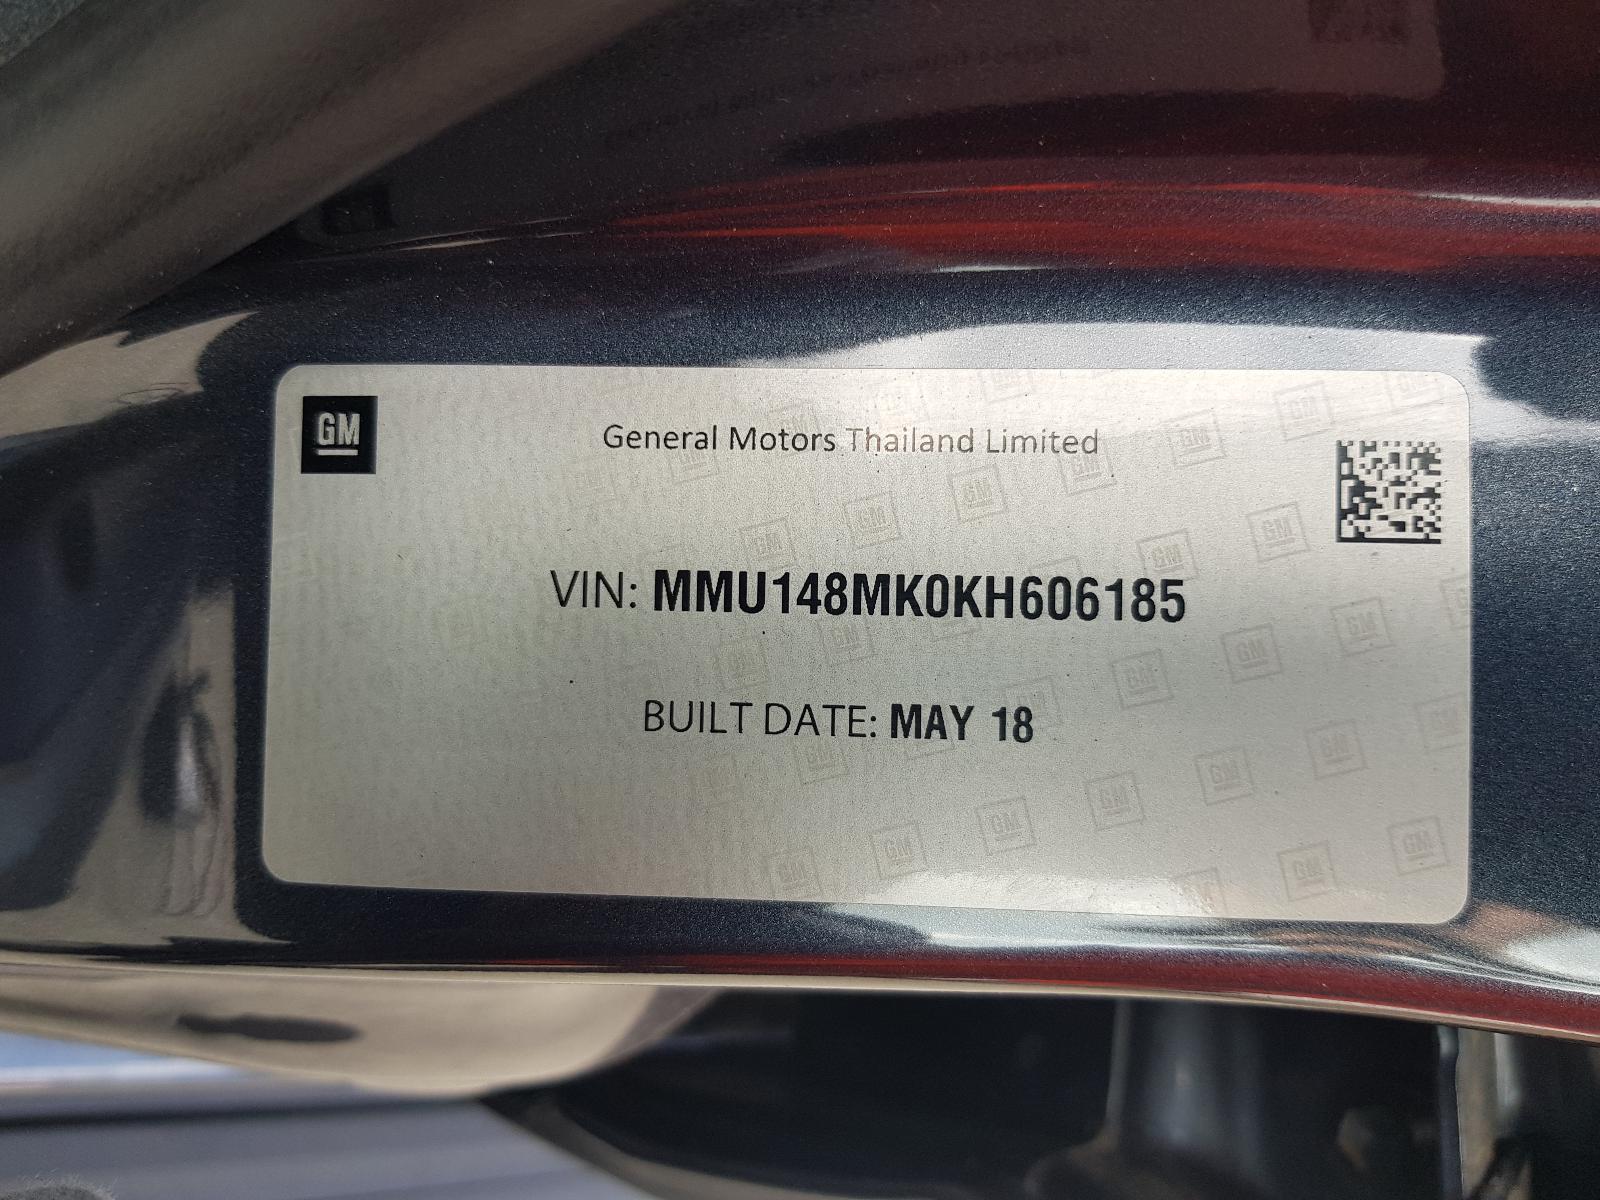 GM
General Motors Thailand Limited
VIN: MMU148MK0KH606185
BUILT DATE: MAY 18